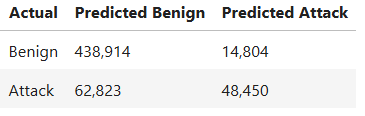 Actual Predicted Benign Predicted Attack
Benign 438,914 14,804
Attack 62,823 48,450